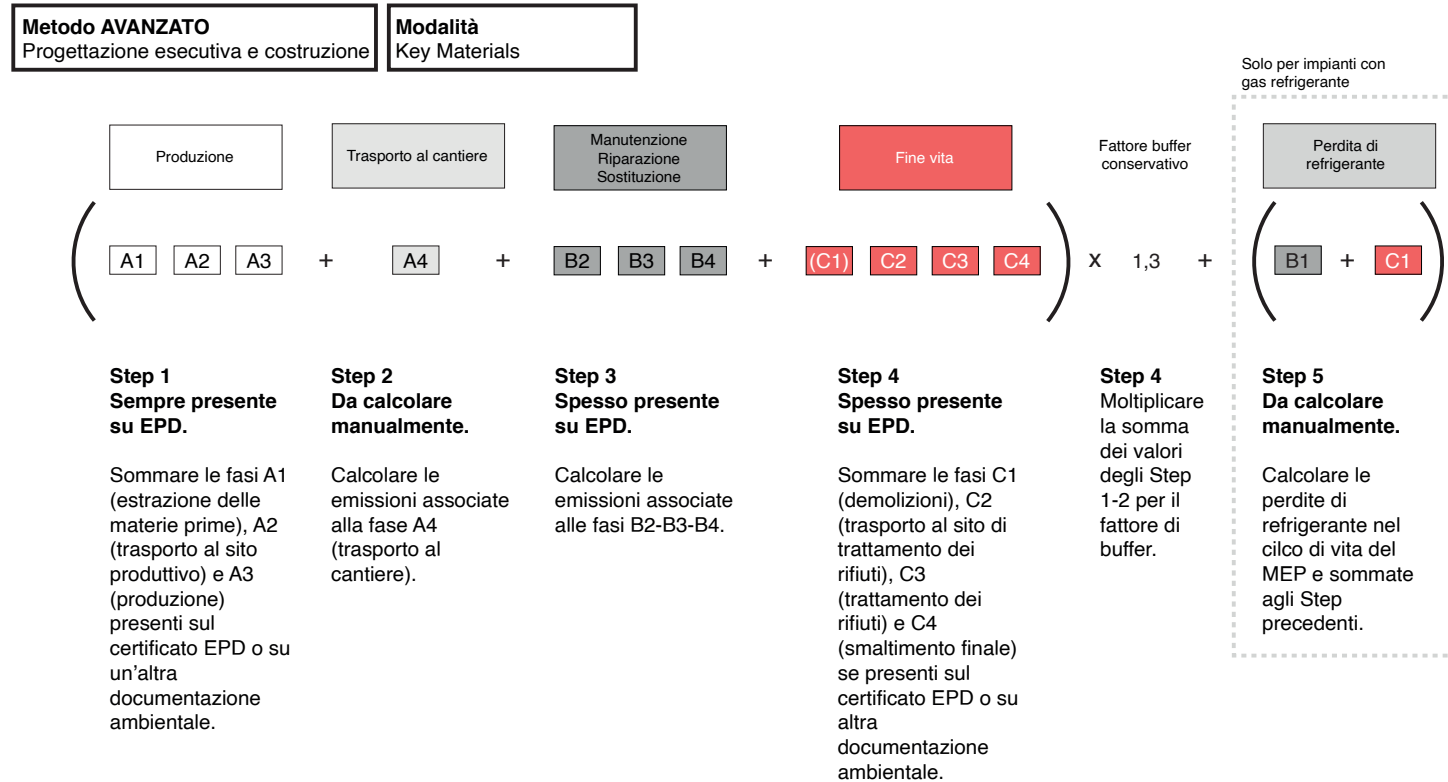 Metodo AVANZATO
Progettazione esecutiva e costruzione
Modalità
Key Materials
Solo per impianti con
gas refrigerante
Produzione
Trasporto al cantiere
Manutenzione
Riparazione
Sostituzione
Fine vita
Fattore buffer
conservativo
Perdita di
refrigerante
( A1 A2 A3 + A4 + B2 B3 B4 + (C1) C2 C3 C4 ) x 1,3 + ( B1 + C1 )
Step 1
Sempre presente
su EPD.
Sommare le fasi A1
(estrazione delle
materie prime), A2
(trasporto al sito
produttivo) e A3
(produzione)
presenti sul
certificato EPD o su
un'altra
documentazione
ambientale.
Step 2
Da calcolare
manualmente.
Calcolare le
emissioni associate
alla fase A4
(trasporto al
cantiere).
Step 3
Spesso presente
su EPD.
Calcolare le
emissioni associate
alle fasi B2-B3-B4.
Step 4
Spesso presente
su EPD.
Sommare le fasi C1
(demolizioni), C2
(trasporto al sito di
trattamento dei
rifiuti), C3
(trattamento dei
rifiuti) e C4
(smaltimento finale)
se presenti sul
certificato EPD o su
altra
documentazione
ambientale.
Step 4
Moltiplicare
la somma
dei valori
degli Step
1-2 per il
fattore di
buffer.
Step 5
Da calcolare
manualmente.
Calcolare le
perdite di
refrigerante nel
cilco di vita del
MEP e sommate
agli Step
precedenti.